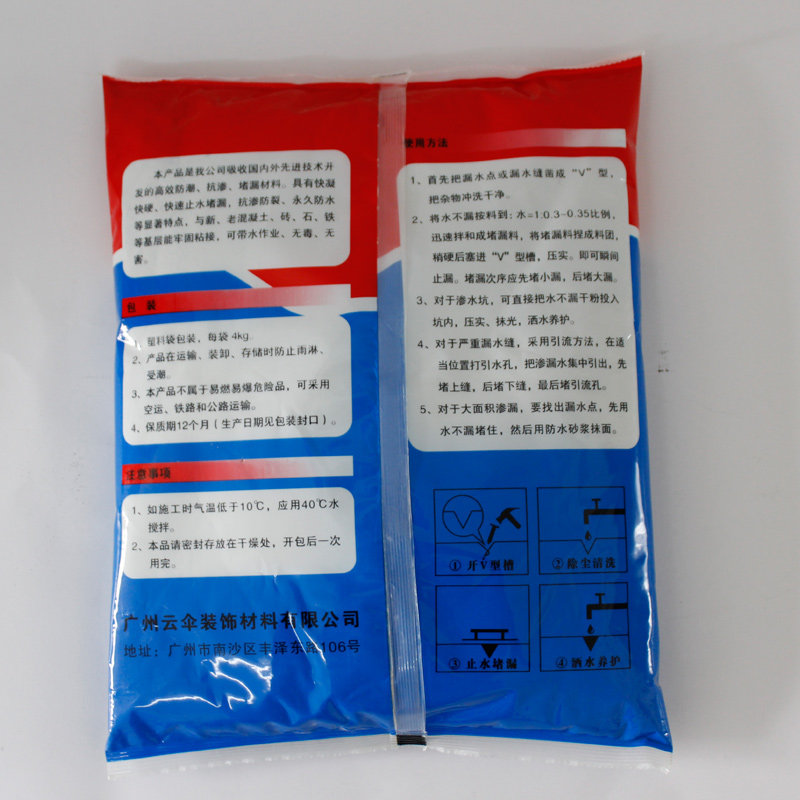 本产品是我公司吸收国内外先进技术开
发的高效防潮、抗渗、堵漏材料。具有快凝
快硬、快速止水堵漏，抗渗防裂、永久防水
等显著特点，与新、老混凝土、砖、石、铁
等基层能牢固粘接，可带水作业、无毒、无
害。
包 装
1、塑料袋包装，每袋 4kg.
2、产品在运输、装卸、存储时防止雨淋、
受潮。
3、本产品不属于易燃易爆危险品，可采用
空运、铁路和公路运输。
4、保质期12个月（生产日期见包装封口）。
注意事项
1、如施工时气温低于10℃，应用40℃水
搅拌。
2、本品请密封存放在干燥处，开包后一次
用完。
广州云伞装饰材料有限公司
地址：广州市南沙区丰泽东路106号
使用方法
1、首先把漏水点或漏水缝凿成“V”型，
把杂物冲洗干净。
2、将水不漏按料到：水=1:0.3-0.35比例，
迅速拌和成堵漏料，将堵漏料捏成料团，
稍硬后塞进“V”型槽，压实。即可瞬间
止漏。堵漏次序应先堵小漏，后堵大漏。
3、对于渗水坑，可直接把水不漏干粉投入
坑内，压实、抹光，洒水养护。
4、对于严重漏水缝，采用引流方法，在适
当位置打引水孔，把渗漏水集中引出，先
堵上缝，后堵下缝，最后堵引流孔。
5、对于大面积渗漏，要找出漏水点，先用
水不漏堵住，然后用防水砂浆抹面。
V
①开V型槽
②除尘清洗
③止水堵漏
④洒水养护